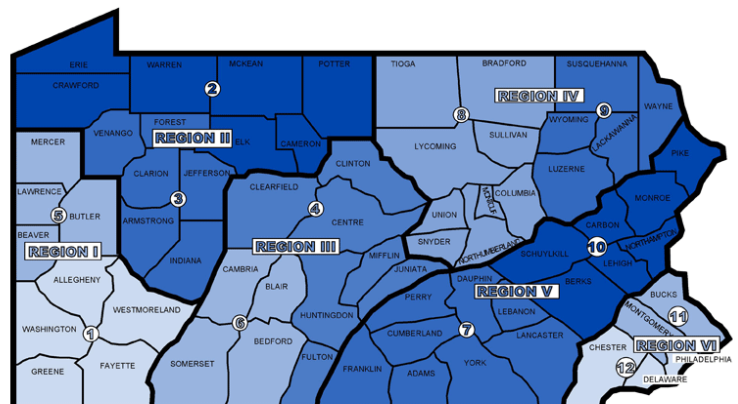 ERIE
WARREN
MCKEAN
POTTER
TIOGA
BRADFORD
SUSQUEHANNA
CRAWFORD
2
REGION IV
WAYNE
8
9
FOREST
WYOMING
VENANGO
REGION II
LACKAWANNA
MERCER
ELK
CAMERON
LYCOMING
SULLIVAN
PIKE
CLINTON
LUZERNE
CLARION
JEFFERSON
CLEARFIELD
LAWRENCE
3
COLUMBIA
MONTOUR
MONROE
5
BUTLER
4
UNION
ARMSTRONG
CENTRE
CARBON
BEAVER
SNYDER
NORTHUMBERLAND
NORTHAMPTON
REGION I
REGION III
10
INDIANA
MIFFLIN
SCHUYLKILL
LEHIGH
ALLEGHENY
CAMBRIA
JUNIATA
DAUPHIN
BERKS
BLAIR
REGION V
PERRY
BUCKS
WESTMORELAND
MONTGOMERY
11
HUNTINGDON
LEBANON
WASHINGTON
1
6
CUMBERLAND
7
LANCASTER
BEDFORD
REGION VI
CHESTER
FULTON
PHILADELPHIA
SOMERSET
FAYETTE
YORK
GREENE
FRANKLIN
ADAMS
12
DELAWARE